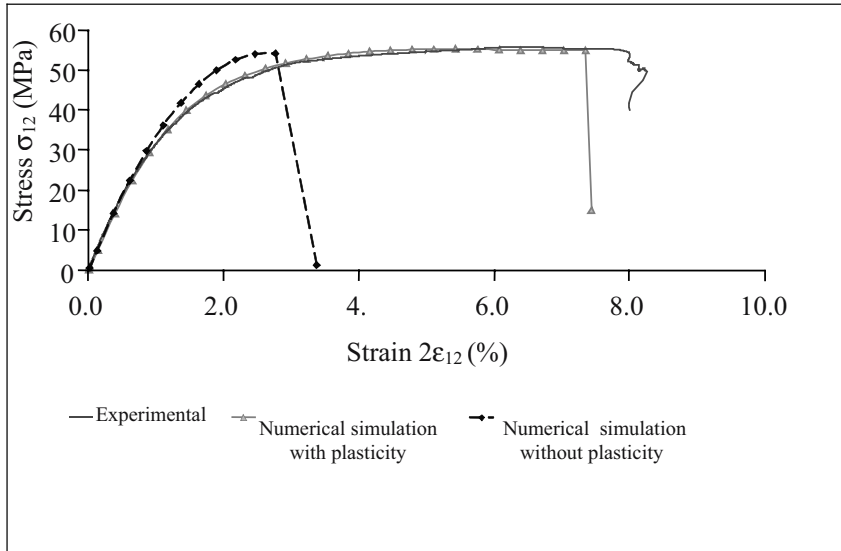 60
50
40
30
20
10
0
Stress σ12 (MPa)
0.0 2.0 4. 6.0 8.0 10.0
Strain 2ε12 (%)
Experimental
Numerical simulation
with plasticity
Numerical simulation
without plasticity